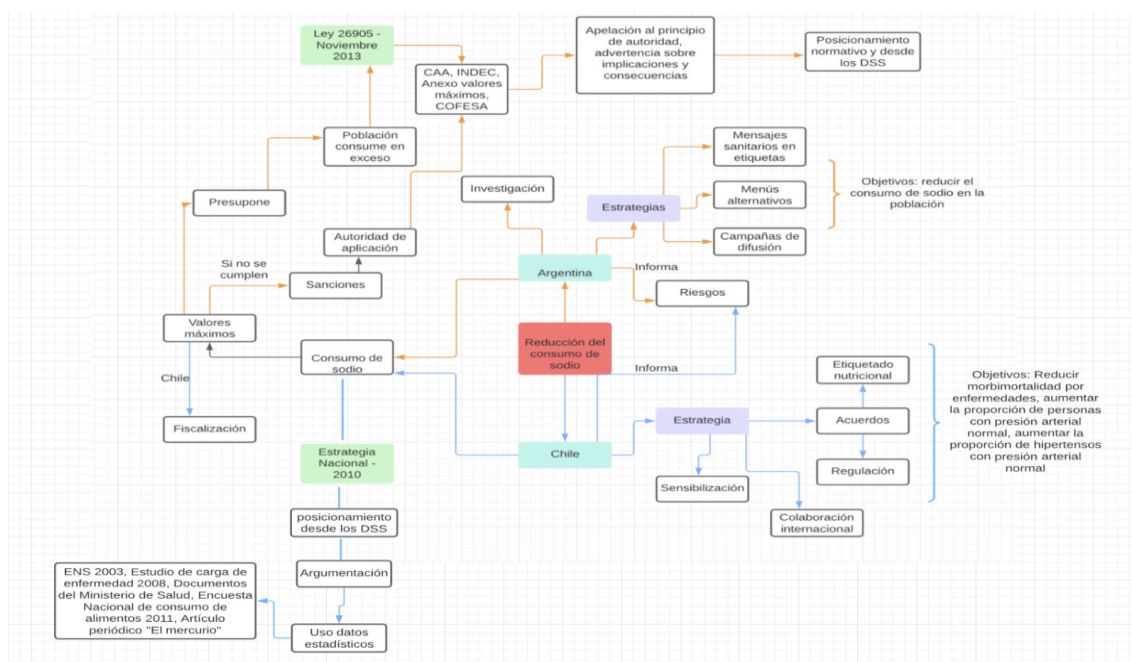 Ley 26905 -
Noviembre
2013
CAA, INDEC,
Anexo valores
máximos,
COFESA
Apelación al principio
de autoridad,
advertencia sobre
implicaciones y
consecuencias
Posicionamiento
normativo y desde
los DSS
Población
consume en
exceso
Presupone
Investigación
Estrategias
Mensajes
sanitarios en
etiquetas
Menús
alternativos
Campañas de
difusión
Objetivos: reducir el
consumo de sodio en la
población
Autoridad de
aplicación
Si no se
cumplen
Sanciones
Argentina
Informa
Riesgos
Valores
máximos
Consumo de
sodio
Reducción del
consumo de
sodio
Informa
Chile
Fiscalización
Estrategia
Nacional -
2010
Chile
Estrategia
Etiquetado
nutricional
Acuerdos
Regulación
Sensibilización
Colaboración
internacional
Objetivos: Reducir
morbimortalidad por
enfermedades, aumentar
la proporción de personas
con presión arterial
normal, aumentar la
proporción de hipertensos
con presión arterial
normal
posicionamiento
desde los DSS
Argumentación
Uso datos
estadísticos
ENS 2003, Estudio de carga de
enfermedad 2008, Documentos
del Ministerio de Salud, Encuesta
Nacional de consumo de
alimentos 2011, Artículo
periódico "El mercurio"